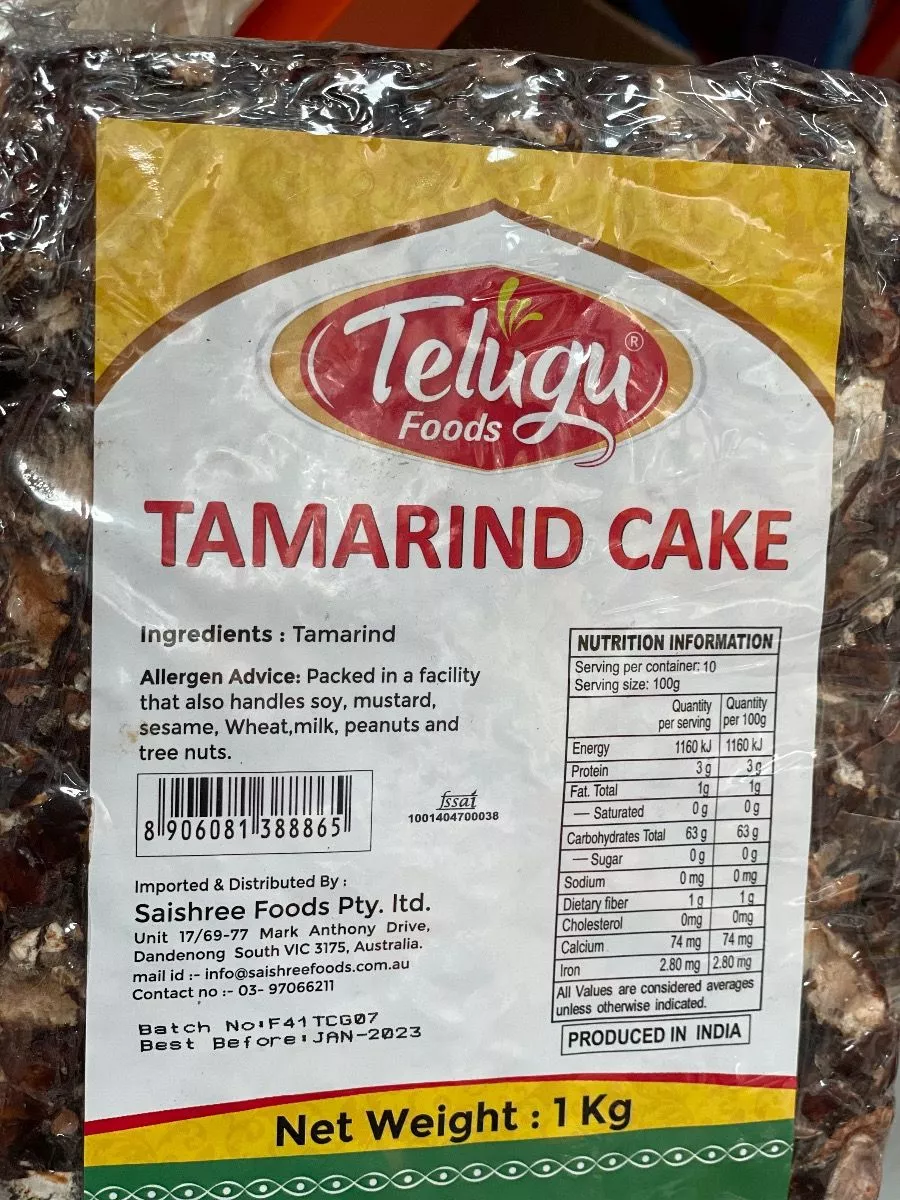 Telugu®
Foods
TAMARIND CAKE
Ingredients : Tamarind
Allergen Advice: Packed in a facility
that also handles soy, mustard,
sesame, Wheat,milk, peanuts and
tree nuts.
8 906081 388865
fssai
1001404700038
Imported & Distributed By :
Saishree Foods Pty. ltd.
Unit 17/69-77 Mark Anthony Drive,
Dandenong South VIC 3175, Australia.
mail id :- info@saishreefoods.com.au
Contact no :- 03- 97066211
Batch No:F41TCG07
Best Before:JAN-2023
NUTRITION INFORMATION
Serving per container: 10
Serving size: 100g
Quantity per serving Quantity per 100g
Energy 1160 kJ 1160 kJ
Protein 3 g 3 g
Fat. Total 1g 1g
— Saturated 0 g 0 g
Carbohydrates Total 63 g 63 g
— Sugar 0 g 0 g
Sodium 0 mg 0 mg
Dietary fiber 1 g 1 g
Cholesterol 0mg 0mg
Calcium 74 mg 74 mg
Iron 2.80 mg 2.80 mg
All Values are considered averages
unless otherwise indicated.
PRODUCED IN INDIA
Net Weight : 1 Kg